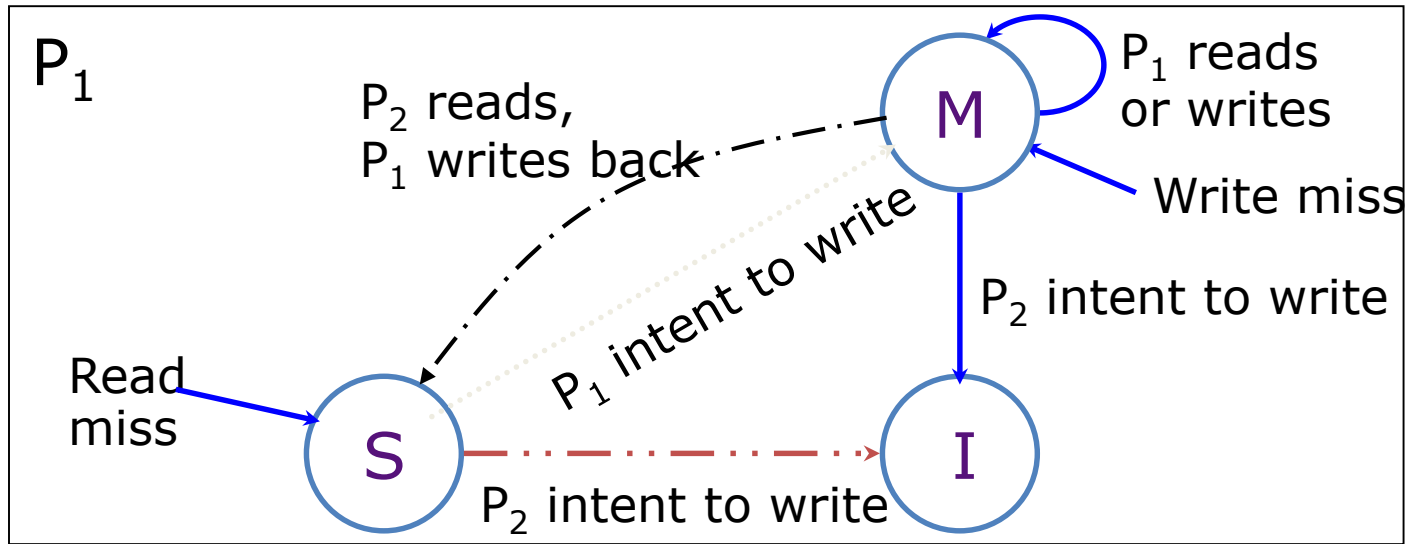 P₁
P₂ reads,
P₁ writes back
M
P₁ reads
or writes
Write miss
P₁ intent to write
P₂ intent to write
Read
miss
S
I
P₂ intent to write